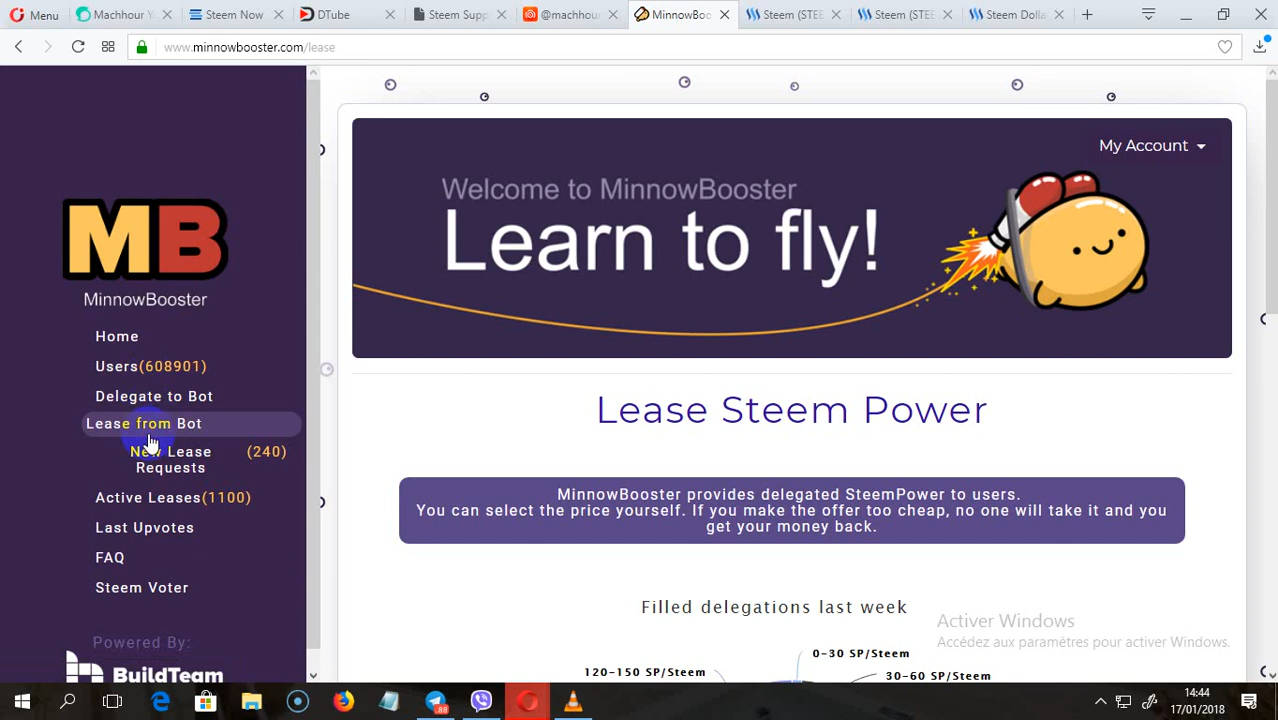 Menu
Machhour Y
Steem Now
DTube
Steem Supp
@machhou
MinnowBoo
Steem (STEE
Steem (STEE
Steem Dolla
www.minnowbooster.com/lease
MB
MinnowBooster
Home
Users(608901)
Delegate to Bot
Lease from Bot
New Lease Requests (240)
Active Leases(1100)
Last Upvotes
FAQ
Steem Voter
Powered By:
BuildTeam
My Account
Welcome to MinnowBooster
Learn to fly!
Lease Steem Power
MinnowBooster provides delegated SteemPower to users.
You can select the price yourself. If you make the offer too cheap, no one will take it and you
get your money back.
Filled delegations last week
0-30 SP/Steem
120-150 SP/Steem
30-60 SP/Steem
Activer Windows
Accédez aux paramètres pour activer Windows.
88
14:44
17/01/2018